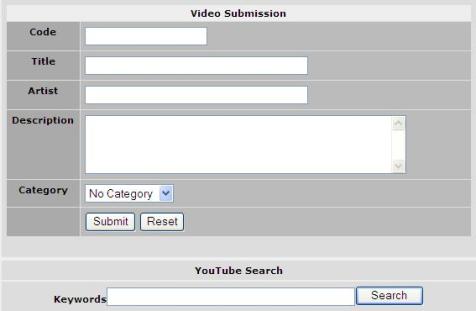 Video Submission
Code
Title
Artist
Description
Category No Category
Submit Reset
YouTube Search
Keywords Search